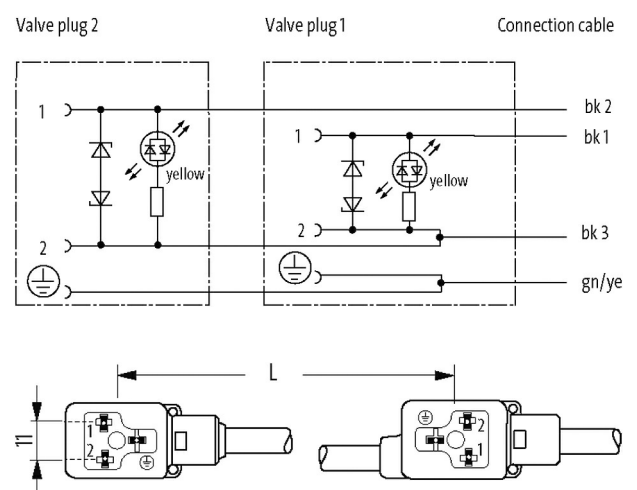 Valve plug 2
Valve plug 1
Connection cable
1
bk 2
1
bk 1
yellow
yellow
2
bk 3
2
gn/ye
L
11
1
2
2
1